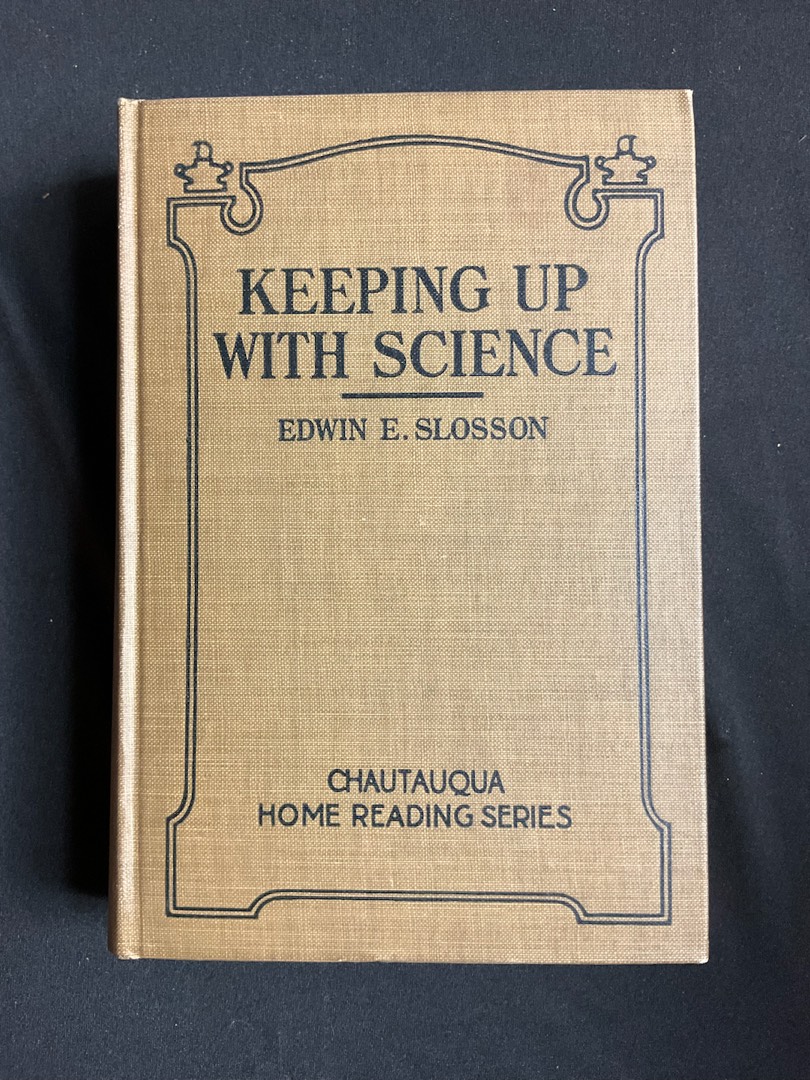 KEEPING UP
WITH SCIENCE
EDWIN E. SLOSSON
CHAUTAUQUA
HOME READING SERIES